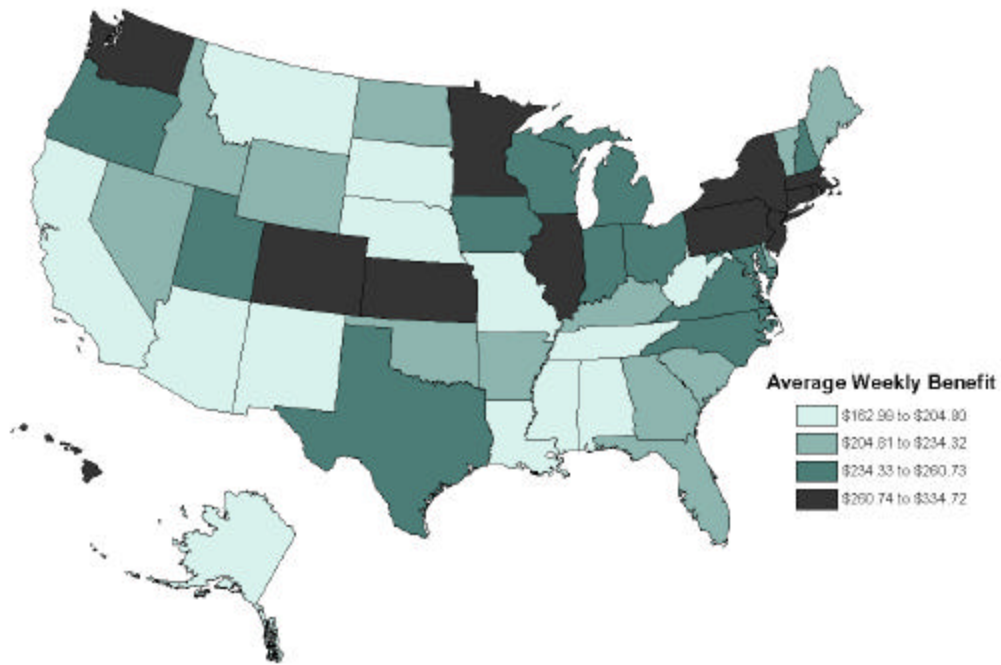 Average Weekly Benefit
$162.99 to $204.80
$204.81 to $234.32
$234.33 to $260.73
$260.74 to $334.72